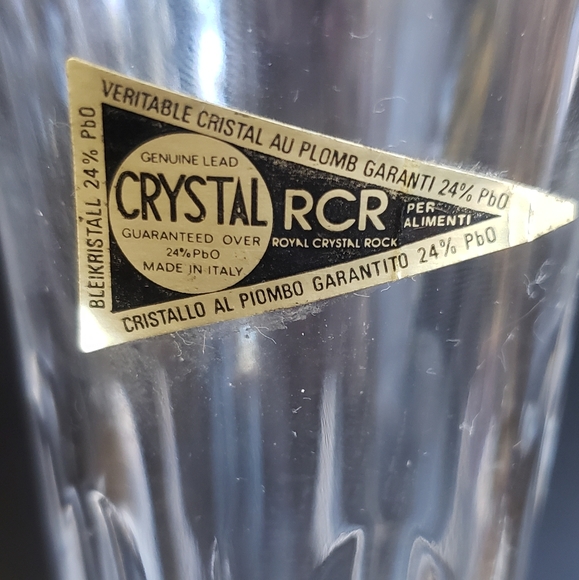 VERITABLE CRISTAL AU PLOMB GARANTI 24% PbO
BLEIKRISTALL 24% PbO
GENUINE LEAD
CRYSTAL
GUARANTEED OVER
24% PbO
MADE IN ITALY
RCR
ROYAL CRYSTAL ROCK
PER
ALIMENTI
CRISTALLO AL PIOMBO GARANTITO 24% PbO